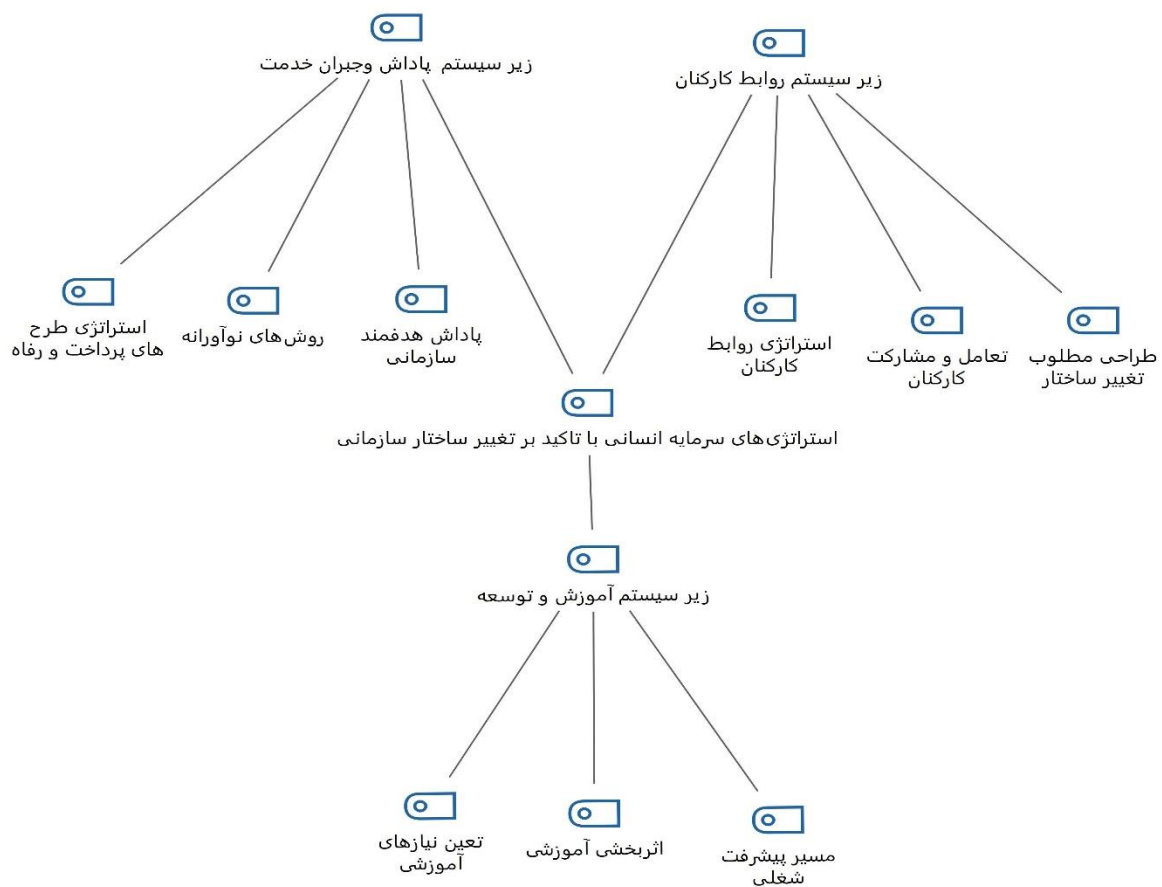 زیر سیستم پاداش وجبران خدمت
زیر سیستم روابط کارکنان
استراتژی طرح
های پرداخت و رفاه
روش‌های نوآورانه
پاداش هدفمند
سازمانی
استراتژی روابط
کارکنان
تعامل و مشارکت
کارکنان
طراحی مطلوب
تغییر ساختار
استراتژی‌های سرمایه انسانی با تاکید بر تغییر ساختار سازمانی
زیر سیستم آموزش و توسعه
تعین نیازهای
آموزشی
اثربخشی آموزشی
مسیر پیشرفت
شغلی